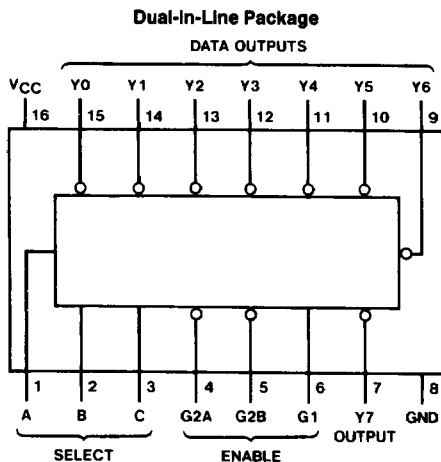 Dual-In-Line Package
DATA OUTPUTS
VCC Y0 Y1 Y2 Y3 Y4 Y5 Y6
16 15 14 13 12 11 10 9
1 2 3 4 5 6 7 8
A B C G2A G2B G1 Y7 GND
OUTPUT
SELECT ENABLE